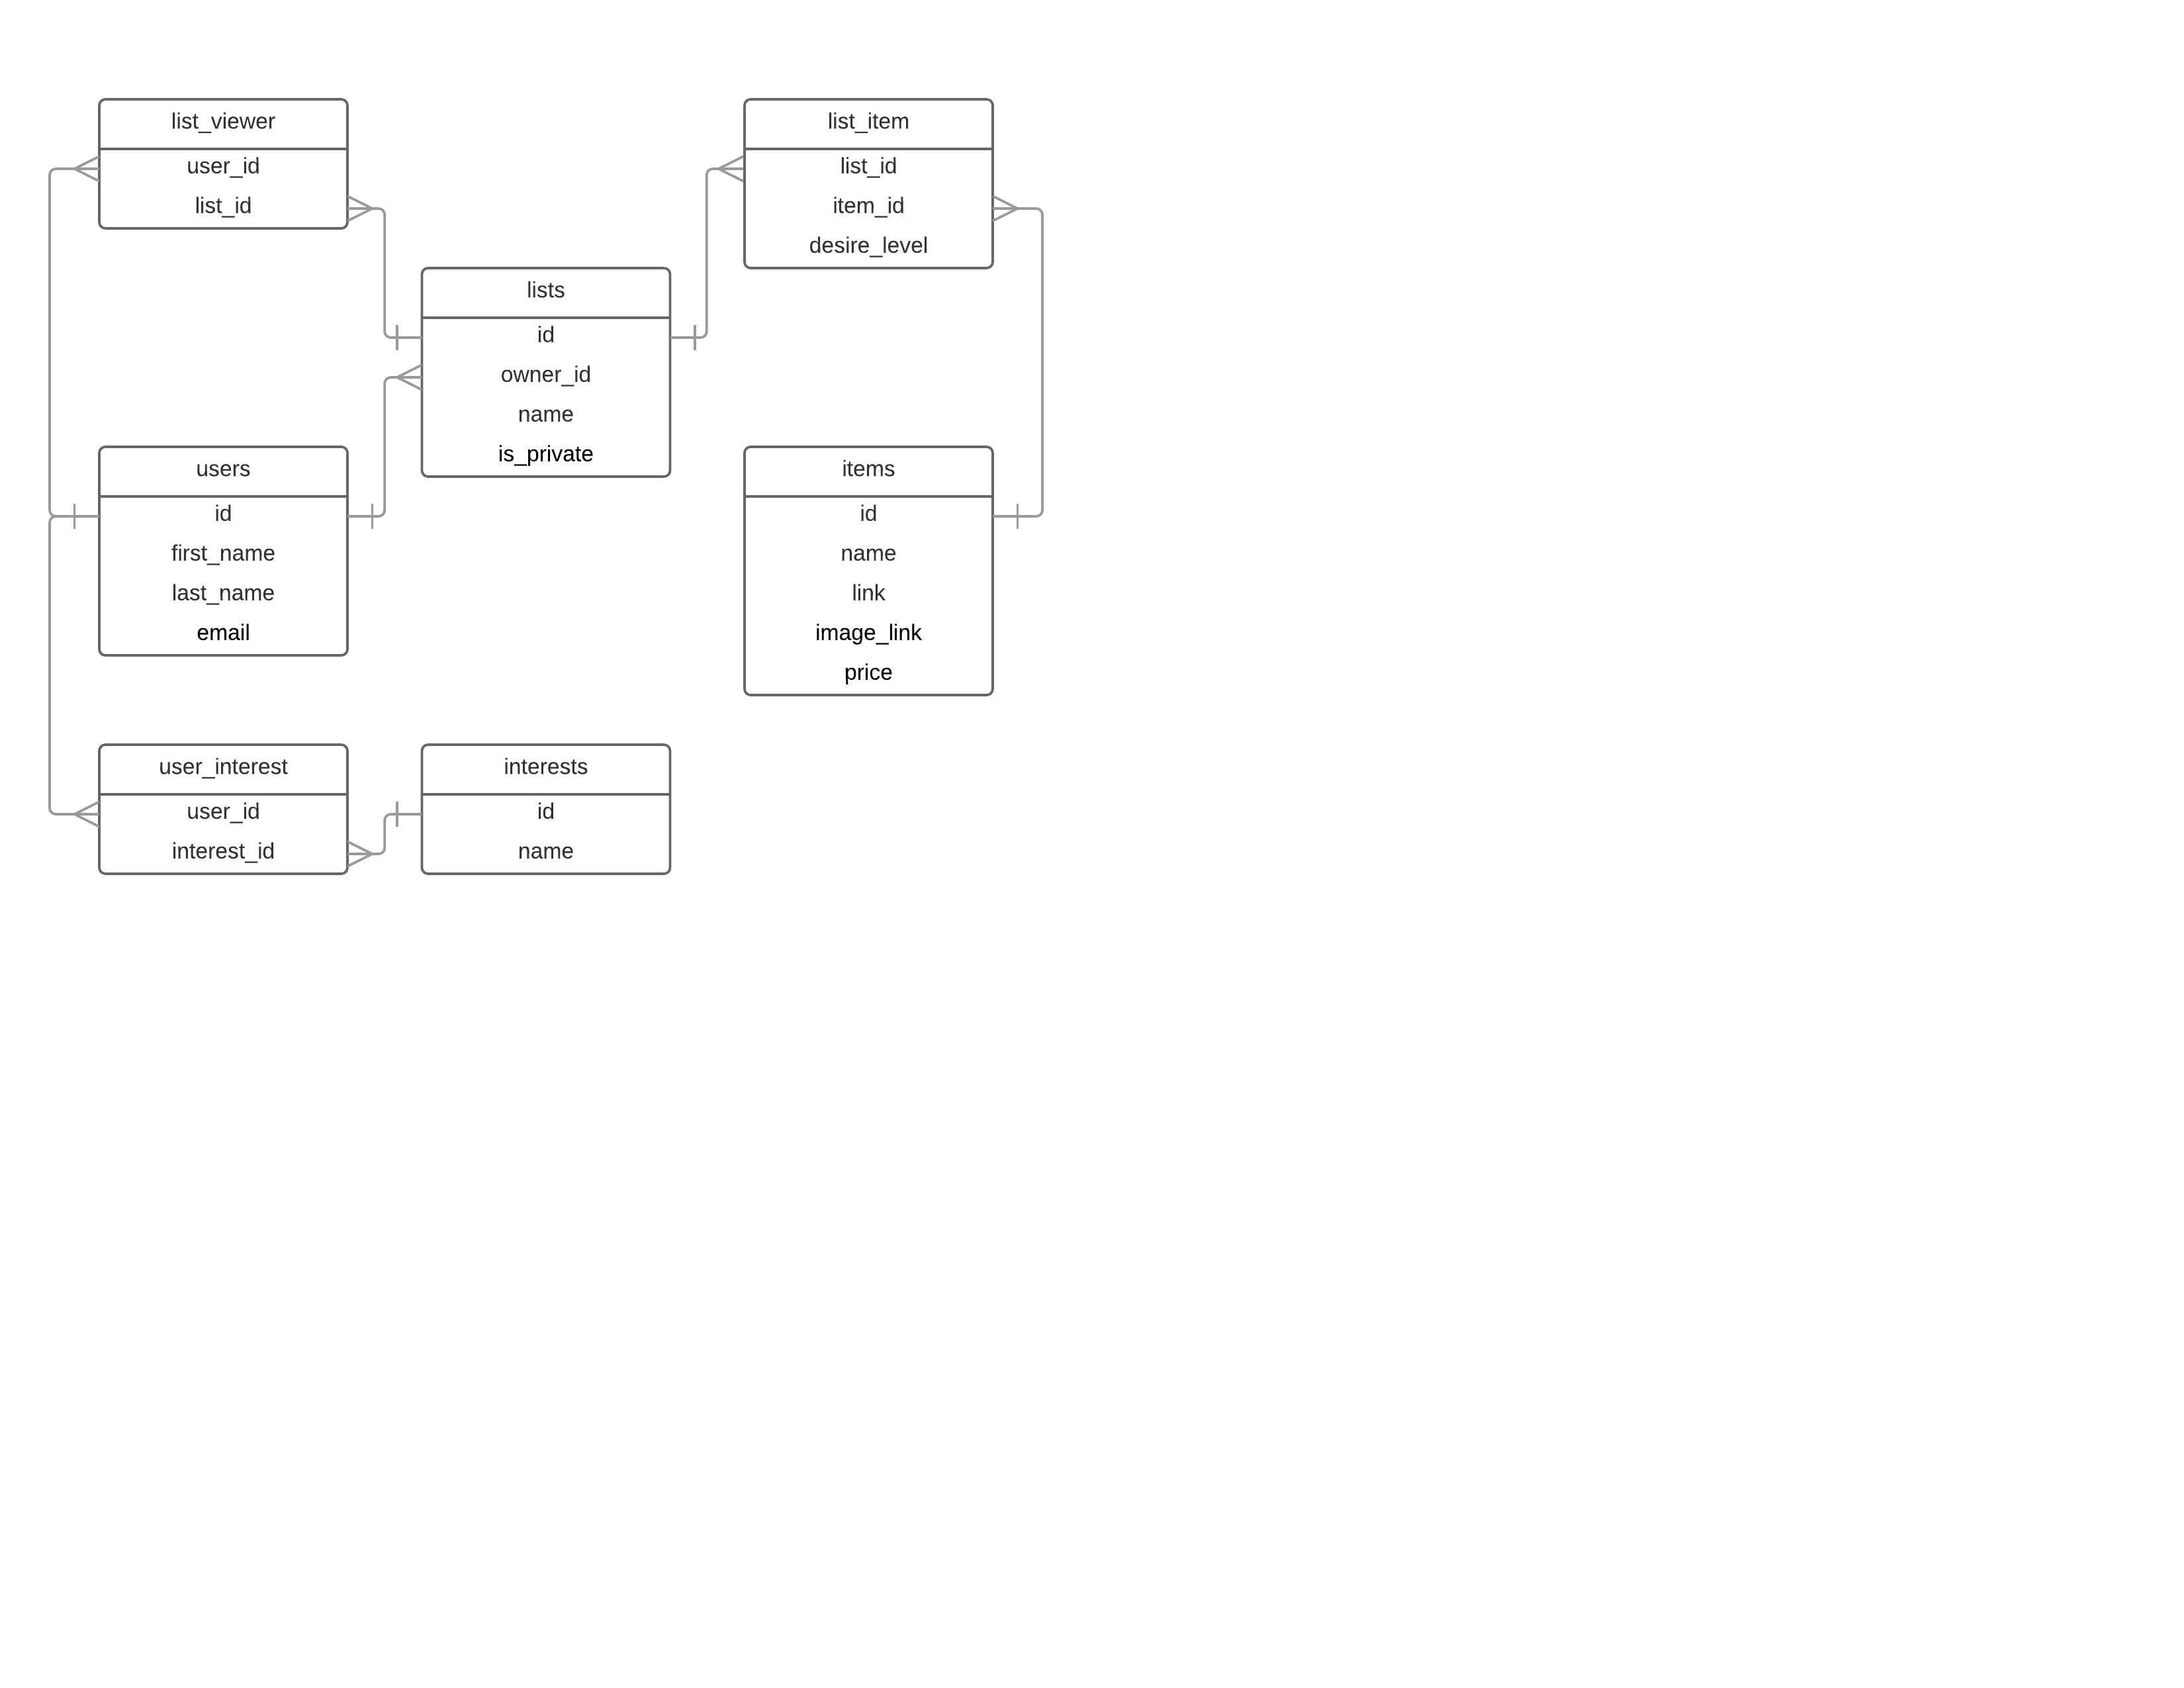 list_viewer
user_id
list_id
list_item
list_id
item_id
desire_level
lists
id
owner_id
name
is_private
users
id
first_name
last_name
email
items
id
name
link
image_link
price
user_interest
user_id
interest_id
interests
id
name